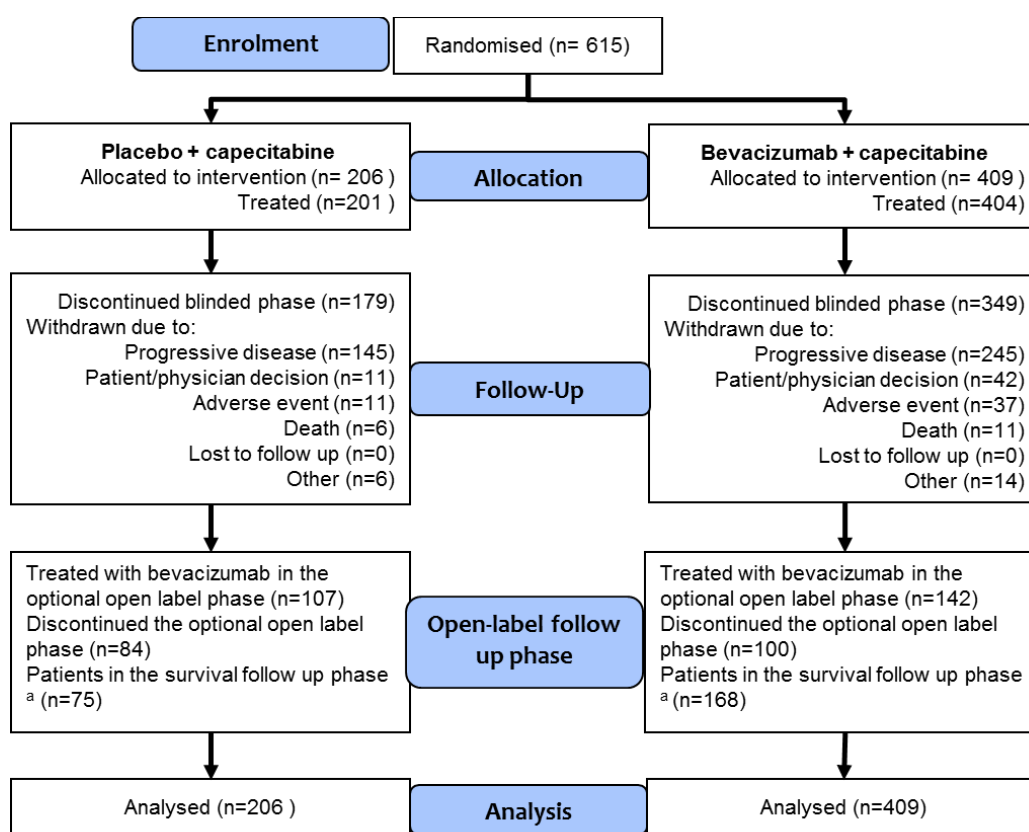 Enrolment
Randomised (n= 615)
Placebo + capecitabine
Allocated to intervention (n= 206 )
Treated (n=201 )
Allocation
Bevacizumab + capecitabine
Allocated to intervention (n= 409 )
Treated (n=404)
Discontinued blinded phase (n=179)
Withdrawn due to:
Progressive disease (n=145)
Patient/physician decision (n=11)
Adverse event (n=11)
Death (n=6)
Lost to follow up (n=0)
Other (n=6)
Follow-Up
Discontinued blinded phase (n=349)
Withdrawn due to:
Progressive disease (n=245)
Patient/physician decision (n=42)
Adverse event (n=37)
Death (n=11)
Lost to follow up (n=0)
Other (n=14)
Treated with bevacizumab in the
optional open label phase (n=107)
Discontinued the optional open label
phase (n=84)
Patients in the survival follow up phase
a (n=75)
Open-label follow
up phase
Treated with bevacizumab in the
optional open label phase (n=142)
Discontinued the optional open label
phase (n=100)
Patients in the survival follow up phase
a (n=168)
Analysed (n=206 )
Analysis
Analysed (n=409)